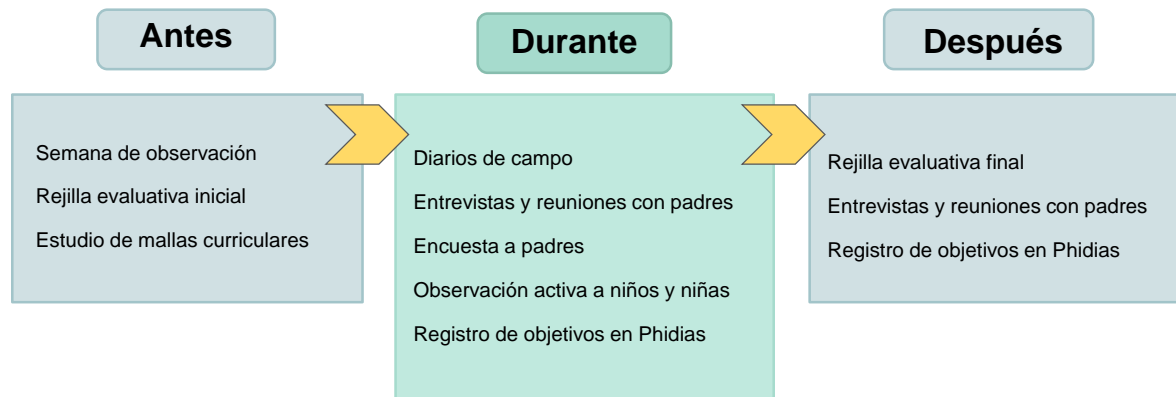 Antes
Semana de observación
Rejilla evaluativa inicial
Estudio de mallas curriculares
Durante
Diarios de campo
Entrevistas y reuniones con padres
Encuesta a padres
Observación activa a niños y niñas
Registro de objetivos en Phidias
Después
Rejilla evaluativa final
Entrevistas y reuniones con padres
Registro de objetivos en Phidias